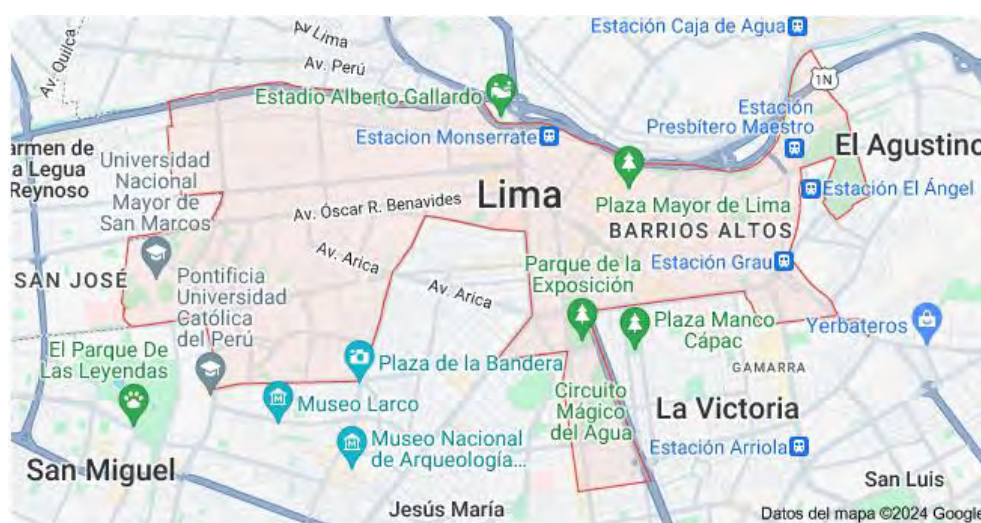 Av Lima
Estación Caja de Agua
Av. Quilca
Av. Perú
1N
Estadio Alberto Gallardo
Estación
Presbítero Maestro
Estacion Monserrate
El Agustino
armen de
a Legua
Reynoso
Universidad
Nacional
Mayor de
San Marcos
Lima
Estación El Ángel
Av. Óscar R. Benavides
Plaza Mayor de Lima
BARRIOS ALTOS
Av. Arica
Parque de la
Exposición
Estación Grau
SAN JOSÉ
Pontificia
Universidad
Católica
del Perú
Av. Arica
Plaza Manco
Cápac
Yerbateros
El Parque De
Las Leyendas
Plaza de la Bandera
GAMARRA
Museo Larco
Circuito
Mágico
del Agua
La Victoria
Museo Nacional
de Arqueología...
Estación Arriola
San Miguel
San Luis
Jesús María
Datos del mapa ©2024 Google